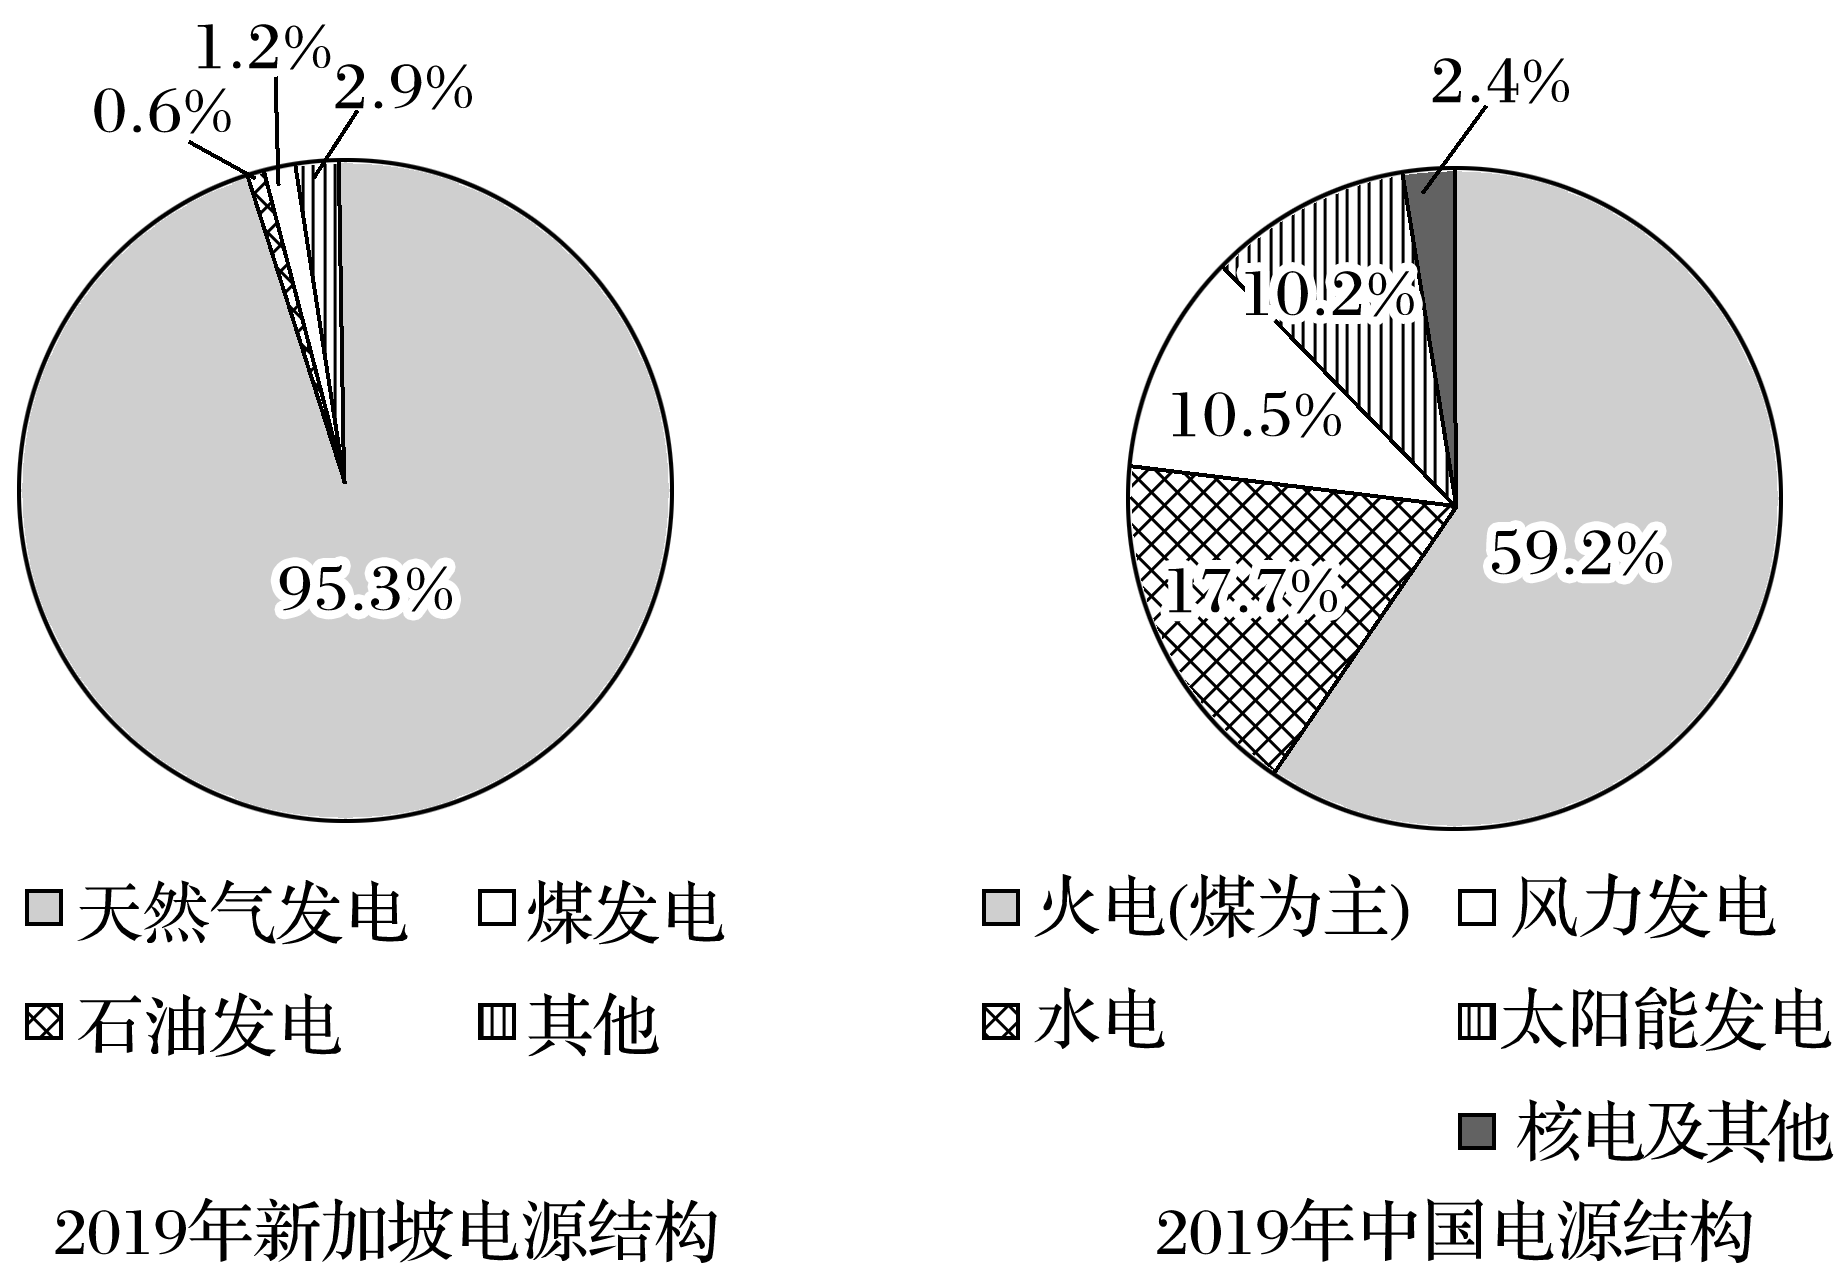 1.2%
0.6%
2.9%
95.3%
天然气发电
煤发电
石油发电
其他
2019年新加坡电源结构
2.4%
10.2%
10.5%
17.7%
59.2%
火电(煤为主)
风力发电
水电
太阳能发电
核电及其他
2019年中国电源结构